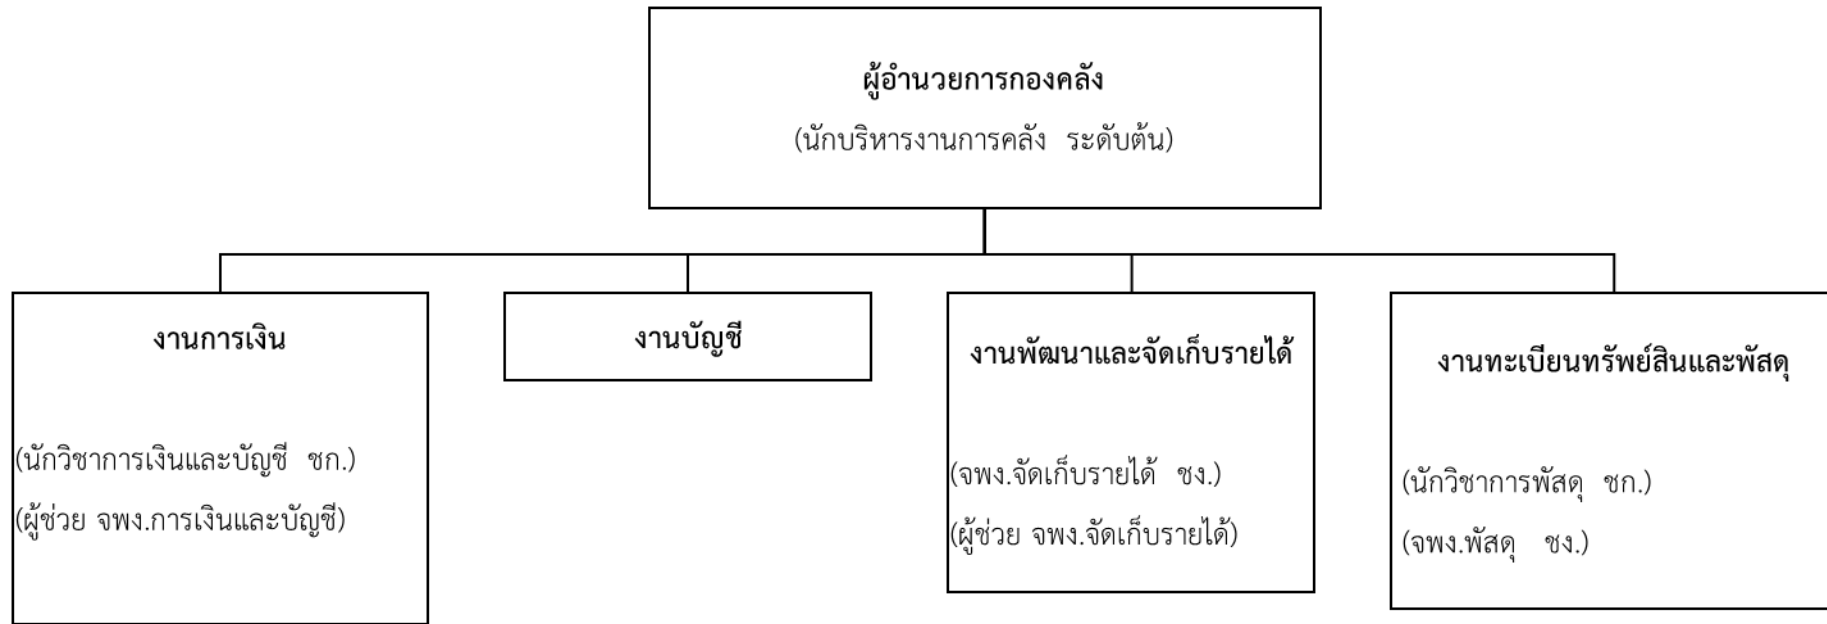 ผู้อำนวยการกองคลัง
(นักบริหารงานการคลัง ระดับต้น)
งานการเงิน
(นักวิชาการเงินและบัญชี ชก.)
(ผู้ช่วย จพง.การเงินและบัญชี)
งานบัญชี
งานพัฒนาและจัดเก็บรายได้
(จพง.จัดเก็บรายได้ ชง.)
(ผู้ช่วย จพง.จัดเก็บรายได้)
งานทะเบียนทรัพย์สินและพัสดุ
(นักวิชาการพัสดุ ชก.)
(จพง.พัสดุ ชง.)